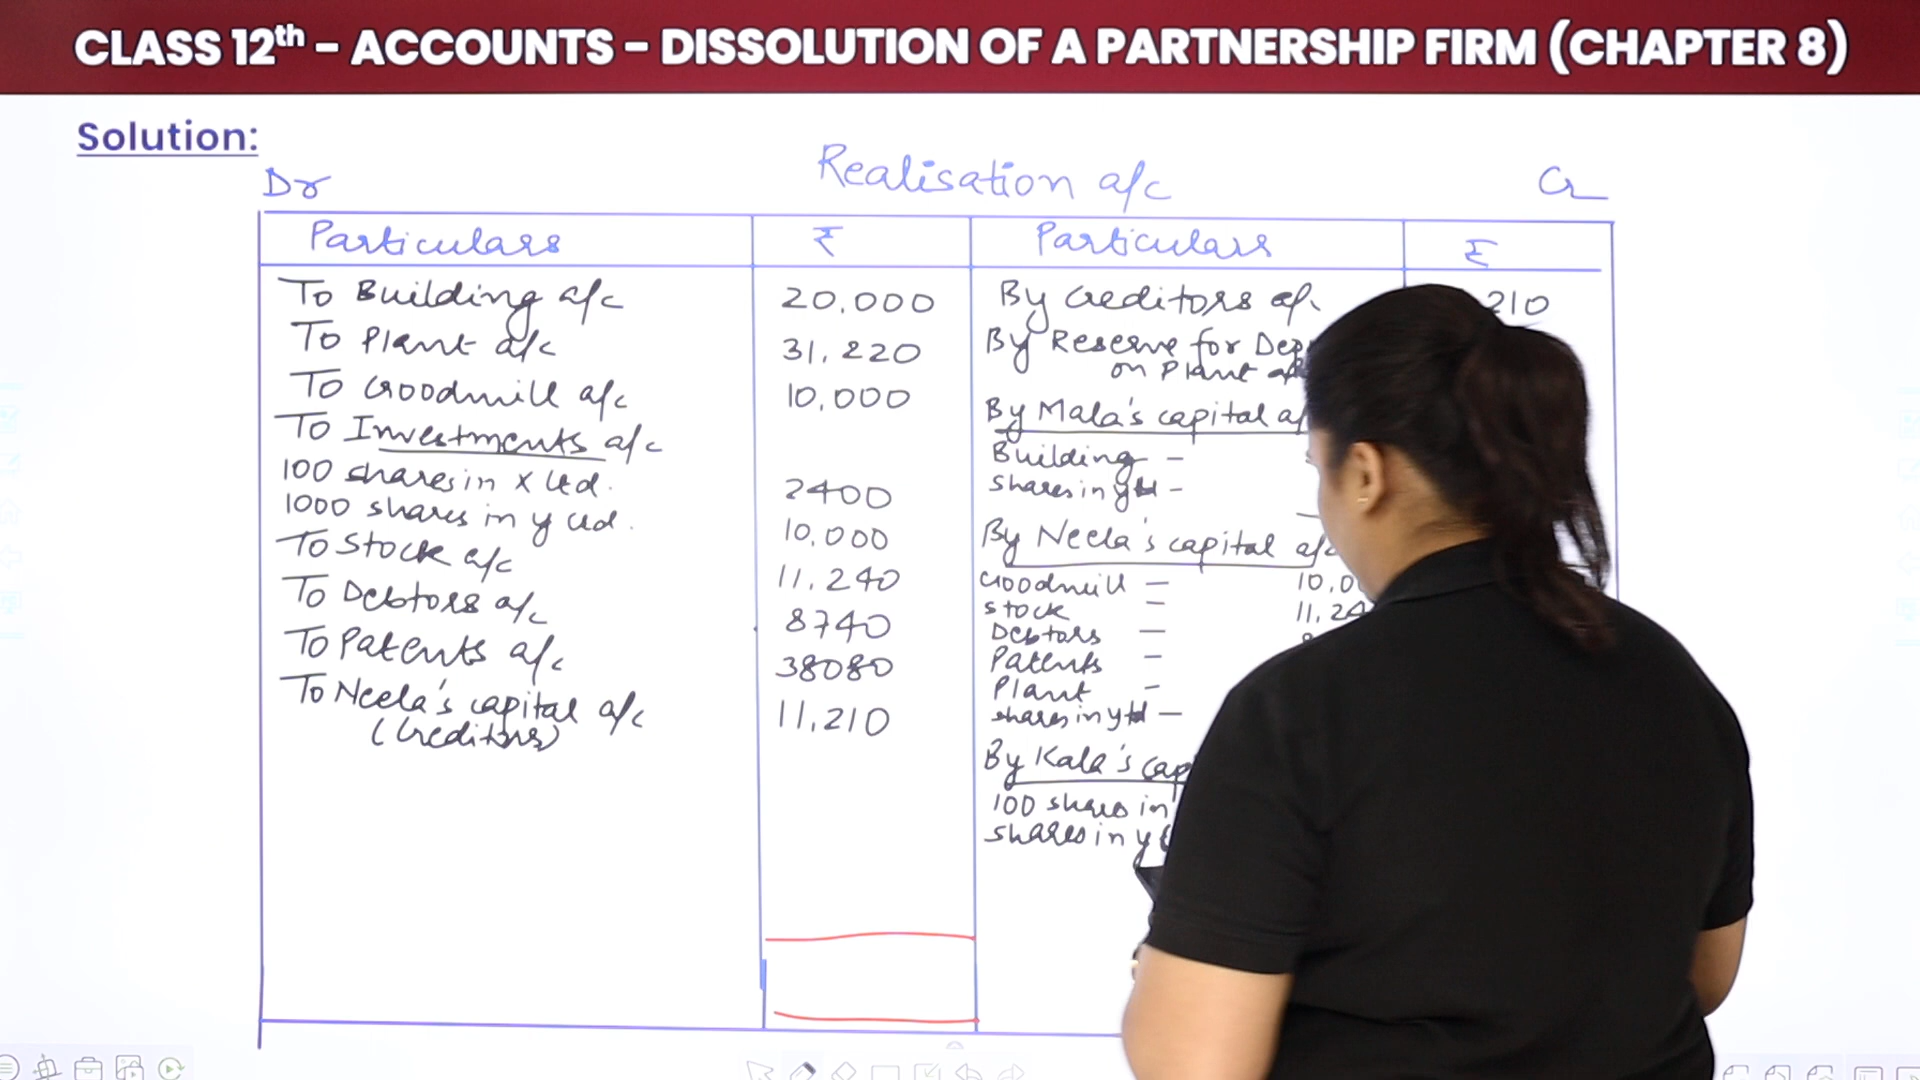 CLASS 12th – ACCOUNTS – DISSOLUTION OF A PARTNERSHIP FIRM (CHAPTER 8)
Solution:
Dr Realisation a/c Cr
Particulars ₹ Particulars ₹
To Building a/c 20,000
To Plant a/c 31,220
To Goodwill a/c 10,000
To Investments a/c
100 shares in X Ltd. 2400
1000 shares in y Ltd. 10,000
To Stock a/c 11,240
To Debtors a/c 8740
To Patents a/c 38080
To Neela's capital a/c 11,210
(Creditors)
By Creditors a/c 210
By Reserve for Dep
on Plant a/c
By Mala's capital a/
Building –
shares in y Ltd –
By Neela's capital a/c
Goodwill – 10,0
Stock – 11,24
Debtors –
Patents –
Plant –
shares in y Ltd –
By Kala's cap
100 shares in
shares in y